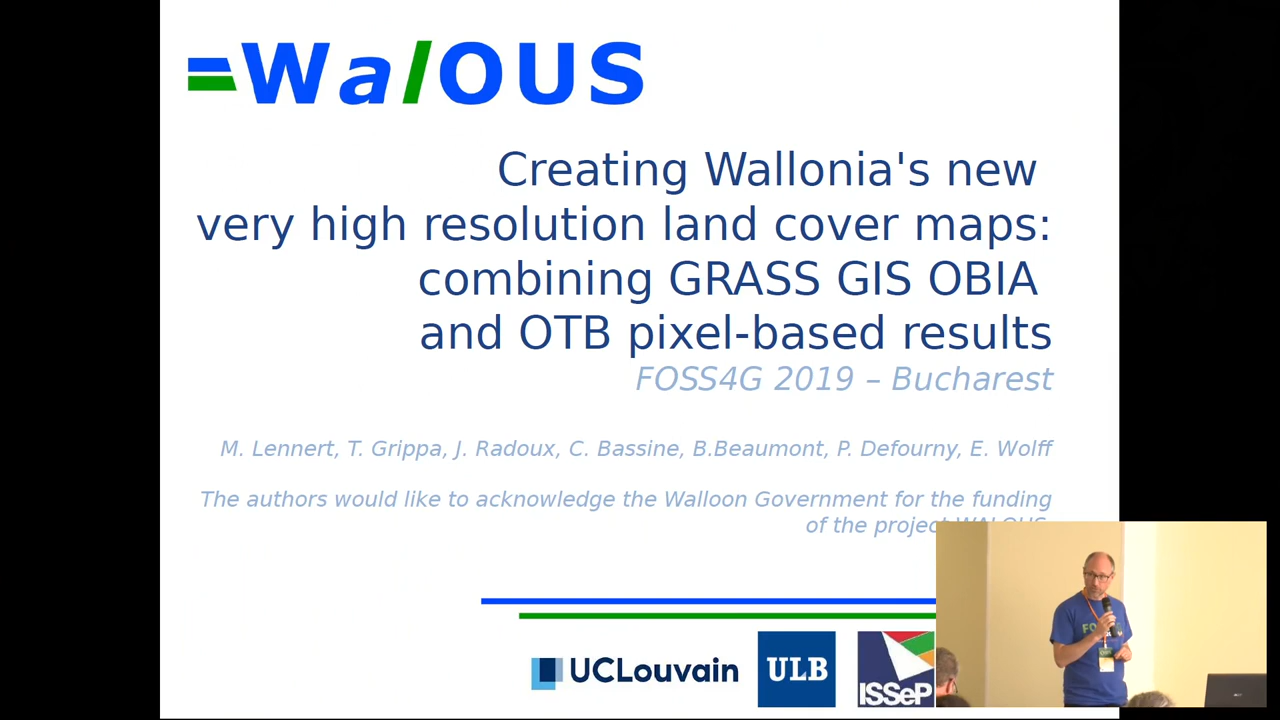 =WalOUS
Creating Wallonia's new
very high resolution land cover maps:
combining GRASS GIS OBIA
and OTB pixel-based results
FOSS4G 2019 – Bucharest
M. Lennert, T. Grippa, J. Radoux, C. Bassine, B.Beaumont, P. Defourny, E. Wolff
The authors would like to acknowledge the Walloon Government for the funding
of the project WALOUS.
UCLouvain
ULB
ISSeP